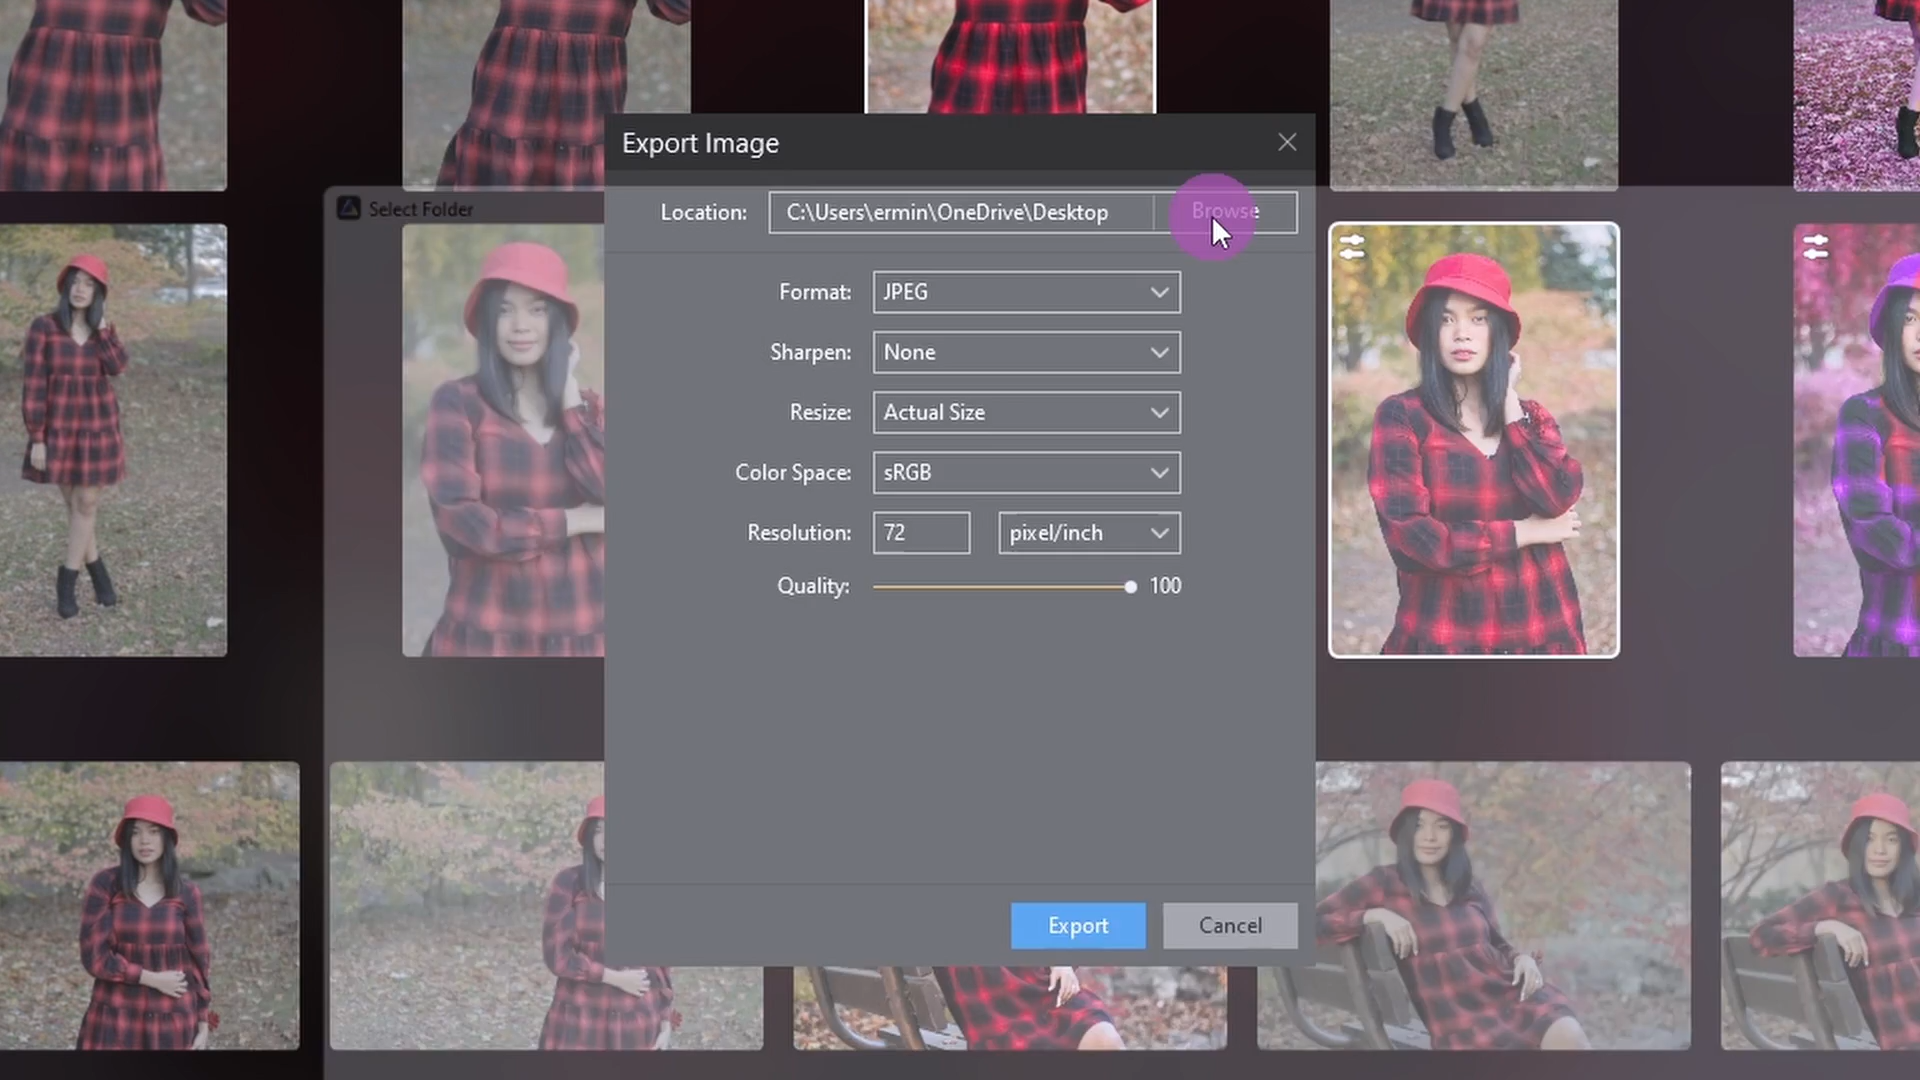 Export Image
Select Folder
Location: C:\Users\ermin\OneDrive\Desktop Browse
Format: JPEG
Sharpen: None
Resize: Actual Size
Color Space: sRGB
Resolution: 72 pixel/inch
Quality: 100
Export Cancel